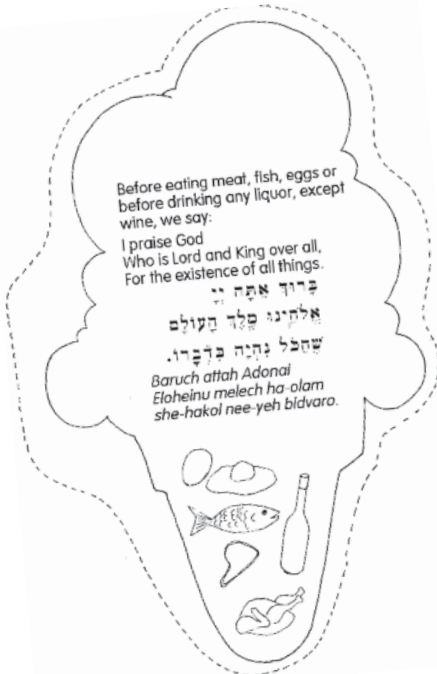 Before eating meat, fish, eggs or
before drinking any liquor, except
wine, we say:
I praise God
Who is Lord and King over all,
For the existence of all things.
בָּרוּךְ אַתָּה יְיָ
אֱלֹהֵינוּ מֶלֶךְ הָעוֹלָם
שֶׁהַכֹּל נִהְיָה בִּדְבָרוֹ.
Baruch attah Adonai
Eloheinu melech ha-olam
she-hakol nee-yeh bidvaro.